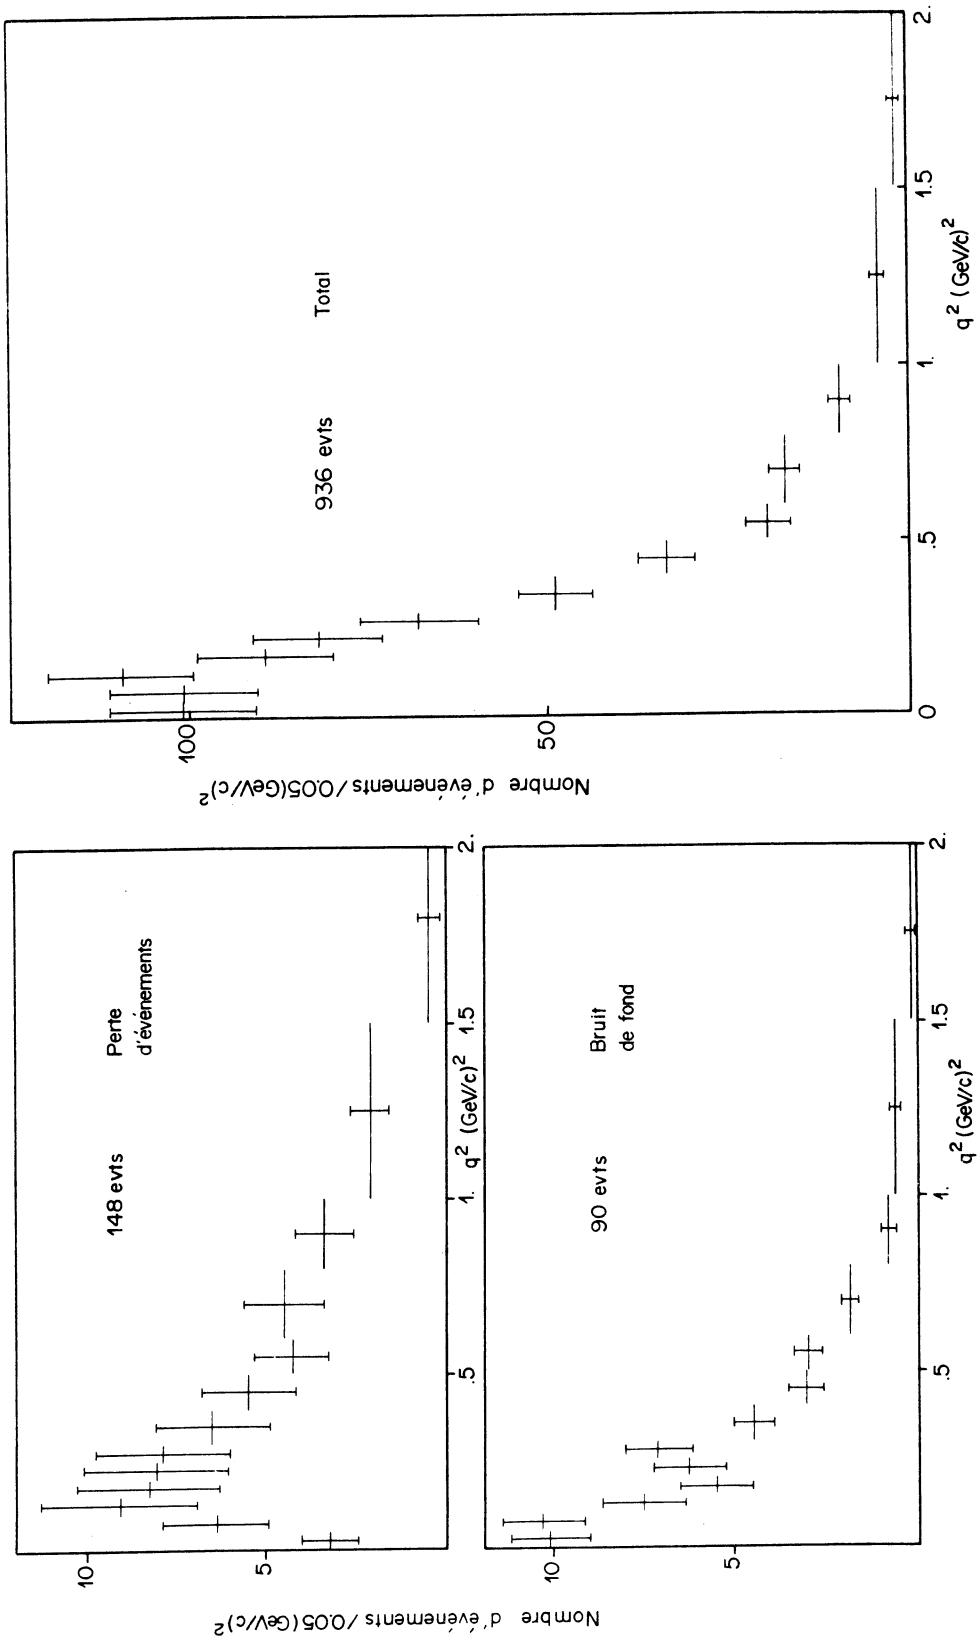 Nombre d'événements / 0.05(GeV/c)²
10
5
148 evts
Perte
d'événements
.5
1.
1.5
2.
q² (GeV/c)²
10
5
90 evts
Bruit
de fond
.5
1.
1.5
2.
q² (GeV/c)²
Nombre d'événements / 0.05(GeV/c)²
100
50
936 evts
Total
0
.5
1.
1.5
2.
q² (GeV/c)²